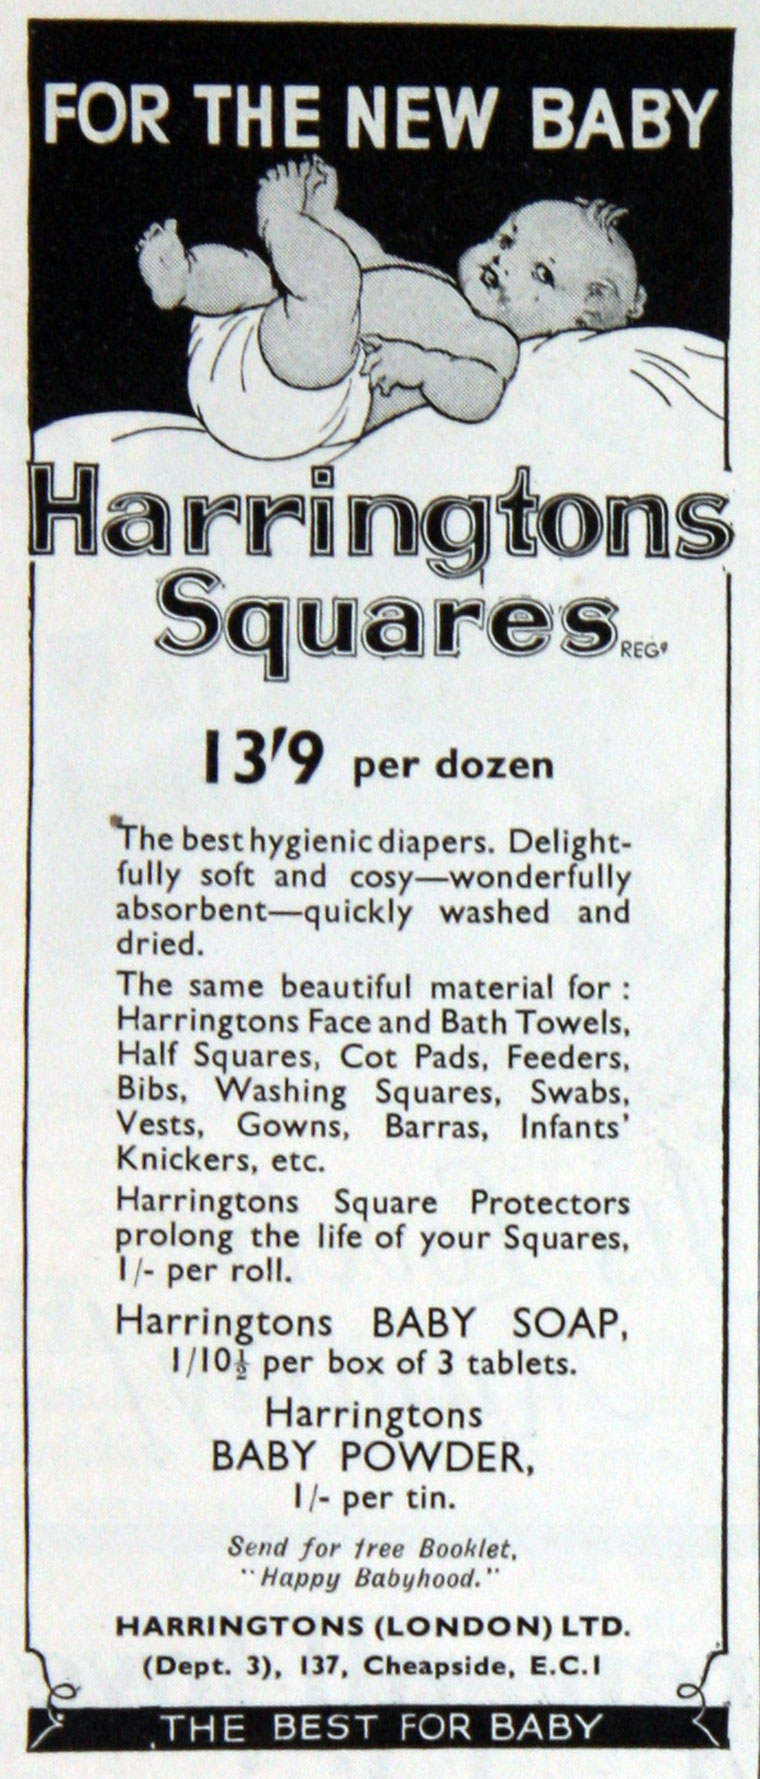 FOR THE NEW BABY
Harringtons
Squares REGD
13'9 per dozen
The best hygienic diapers. Delight-
fully soft and cosy—wonderfully
absorbent—quickly washed and
dried.
The same beautiful material for :
Harringtons Face and Bath Towels,
Half Squares, Cot Pads, Feeders,
Bibs, Washing Squares, Swabs,
Vests, Gowns, Barras, Infants'
Knickers, etc.
Harringtons Square Protectors
prolong the life of your Squares,
1/- per roll.
Harringtons BABY SOAP,
1/10½ per box of 3 tablets.
Harringtons
BABY POWDER,
1/- per tin.
Send for free Booklet,
"Happy Babyhood."
HARRINGTONS (LONDON) LTD.
(Dept. 3), 137, Cheapside, E.C.1
THE BEST FOR BABY